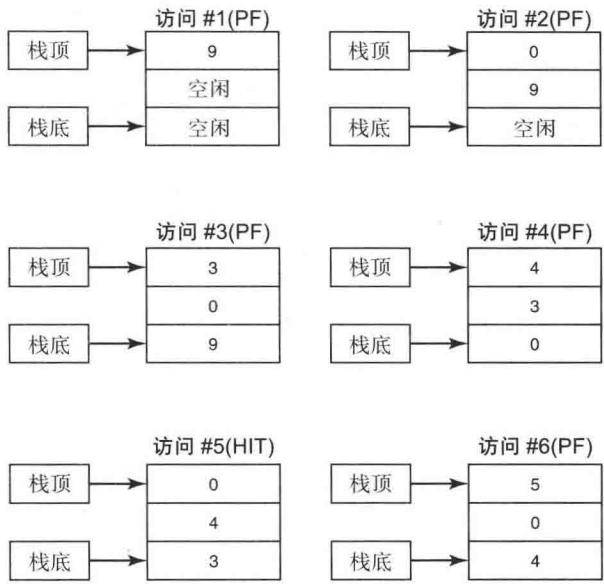 访问 #1(PF) 访问 #2(PF)
栈顶 9 栈顶 0
空闲 9
栈底 空闲 栈底 空闲
访问 #3(PF) 访问 #4(PF)
栈顶 3 栈顶 4
0 3
栈底 9 栈底 0
访问 #5(HIT) 访问 #6(PF)
栈顶 0 栈顶 5
4 0
栈底 3 栈底 4